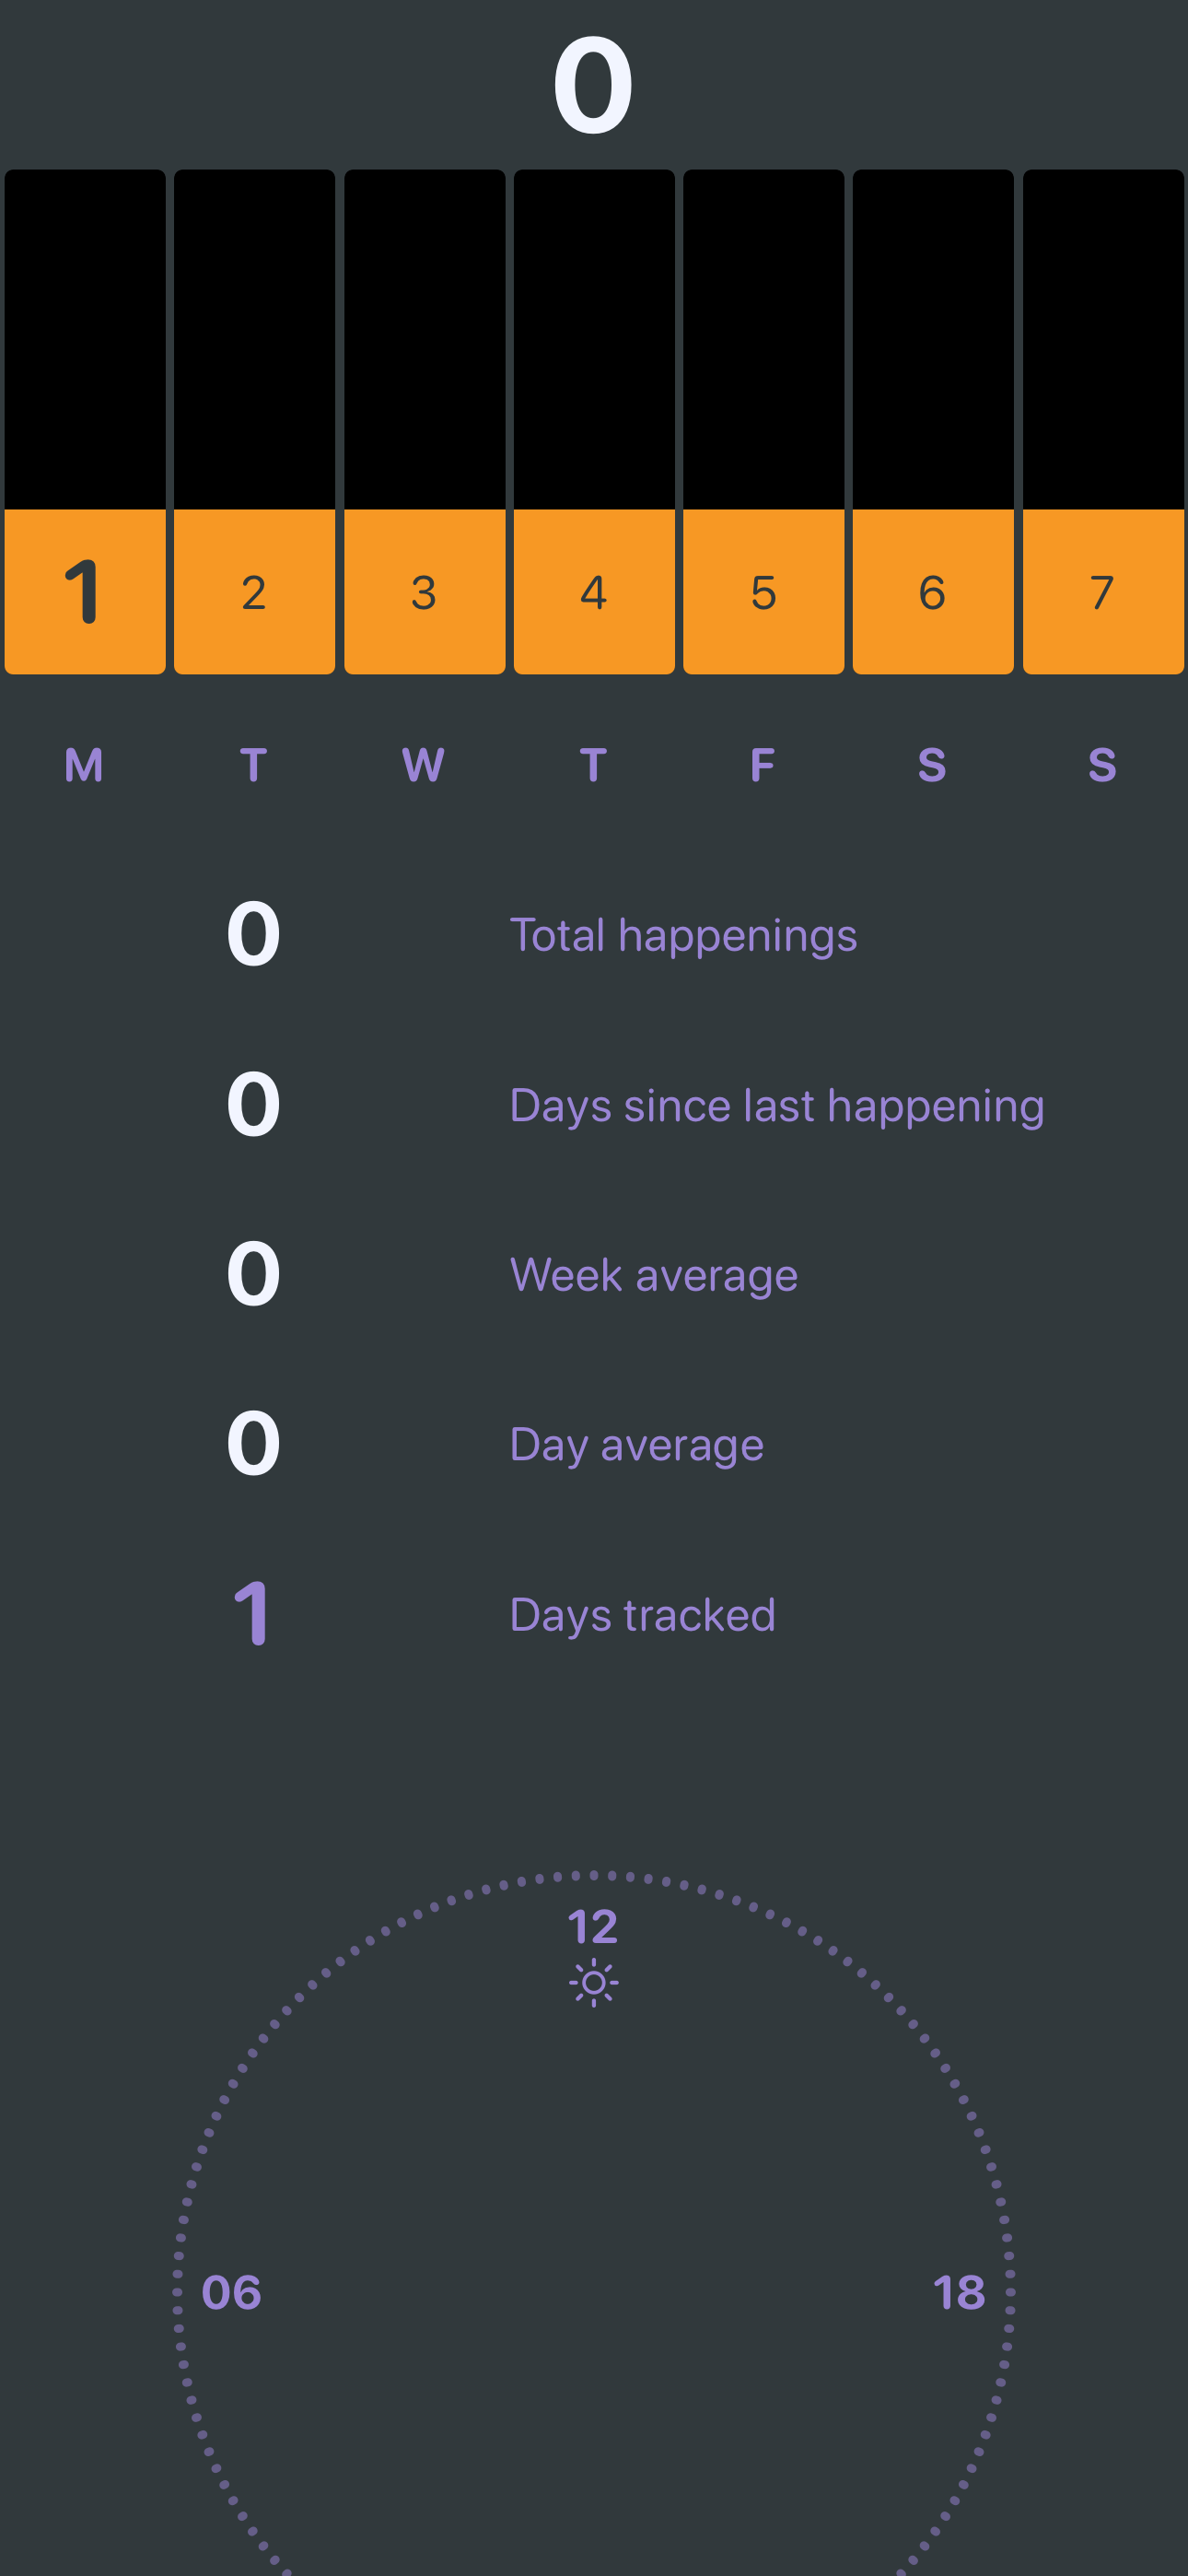 0
1 2 3 4 5 6 7
M T W T F S S
0 Total happenings
0 Days since last happening
0 Week average
0 Day average
1 Days tracked
12
06 18